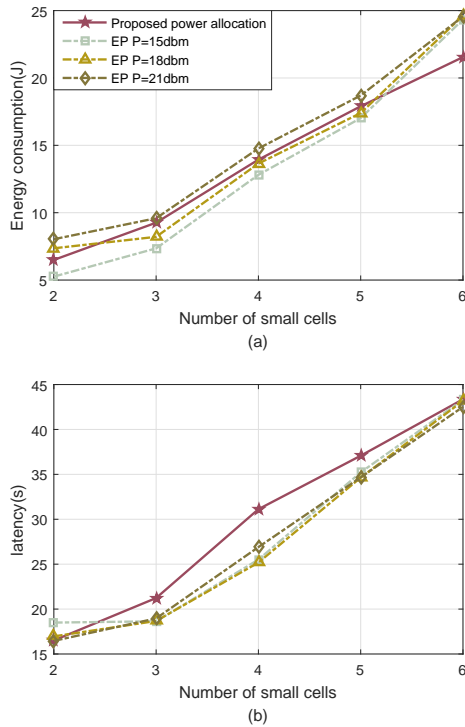 25
20
15
10
5
Energy consumption(J)
Proposed power allocation
EP P=15dbm
EP P=18dbm
EP P=21dbm
2 3 4 5 6
Number of small cells
(a)
45
40
35
30
25
20
15
latency(s)
2 3 4 5 6
Number of small cells
(b)